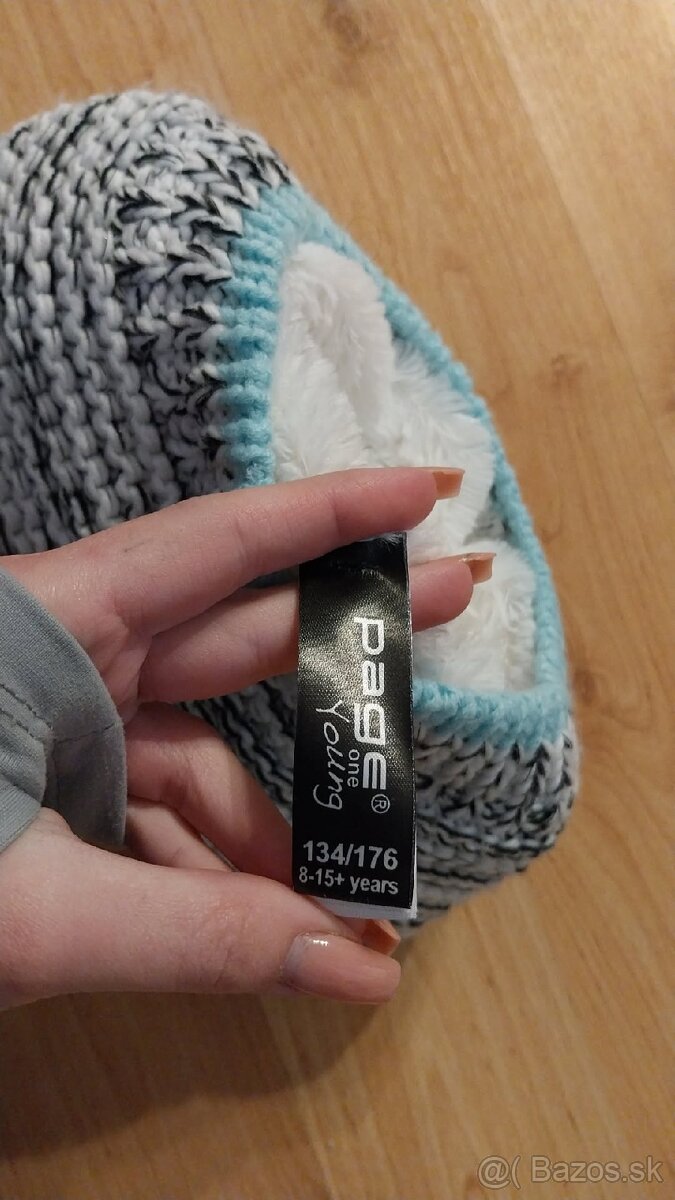 page®
one
Young
134/176
8-15+ years
@( Bazos.sk